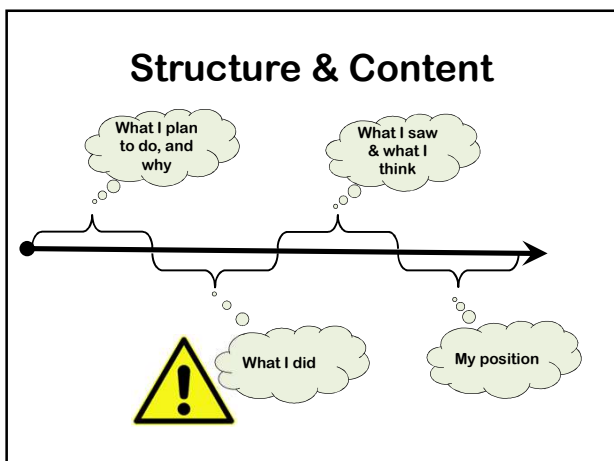 Structure & Content
What I plan
to do, and
why
What I saw
& what I
think
What I did
My position